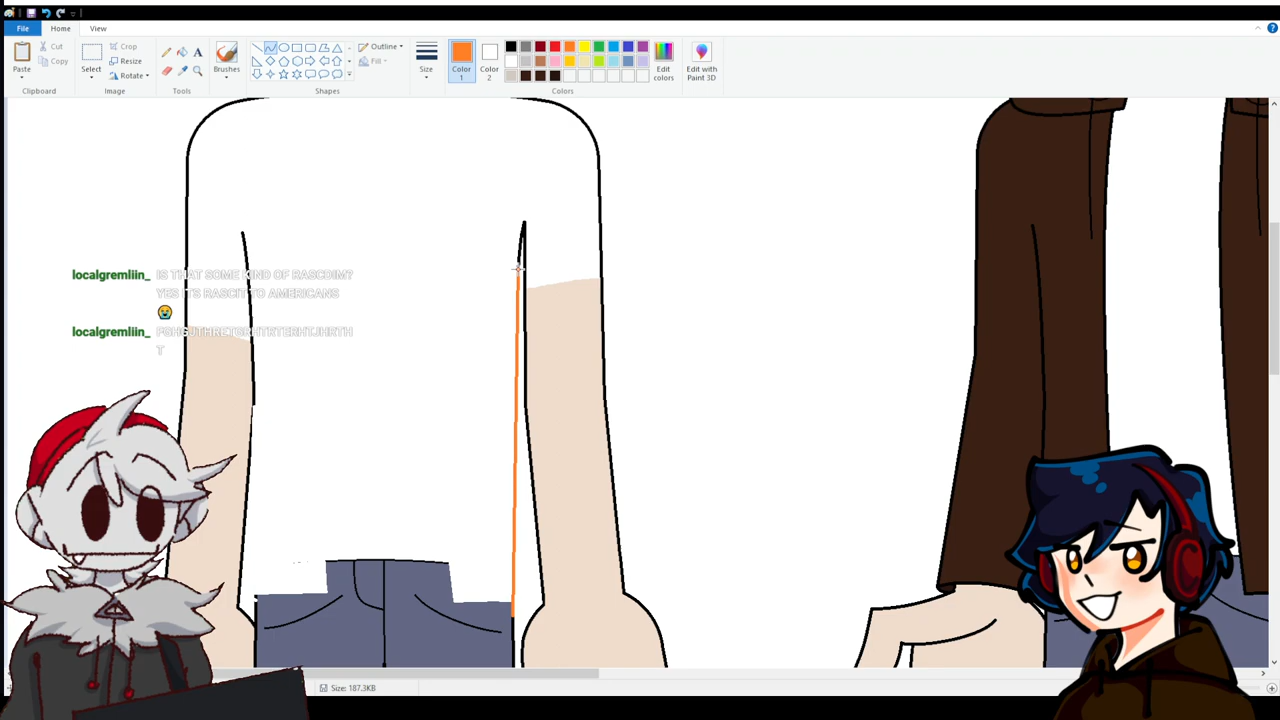 File Home View
Paste Cut Copy Clipboard
Select Crop Resize Rotate Image
A Tools
Brushes
Outline Fill Shapes
Size
Color 1 Color 2
Edit colors
Edit with Paint 3D
Colors
localgremliin_ IS THAT SOME KIND OF RASCOIM?
YES ITS RASCIT TO AMERICANS
localgremliin_
T
Size: 187.3KB